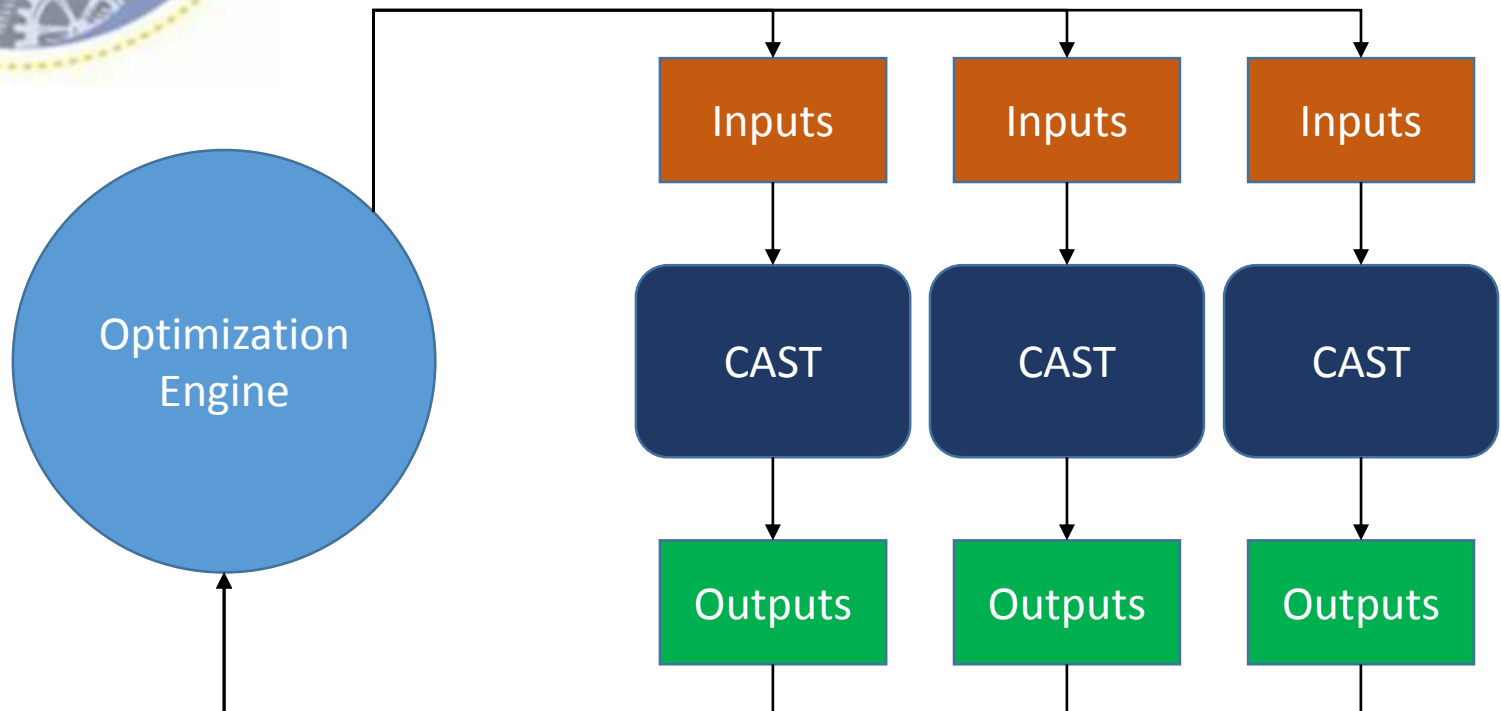 Inputs
Inputs
Inputs
Optimization
Engine
CAST
CAST
CAST
Outputs
Outputs
Outputs